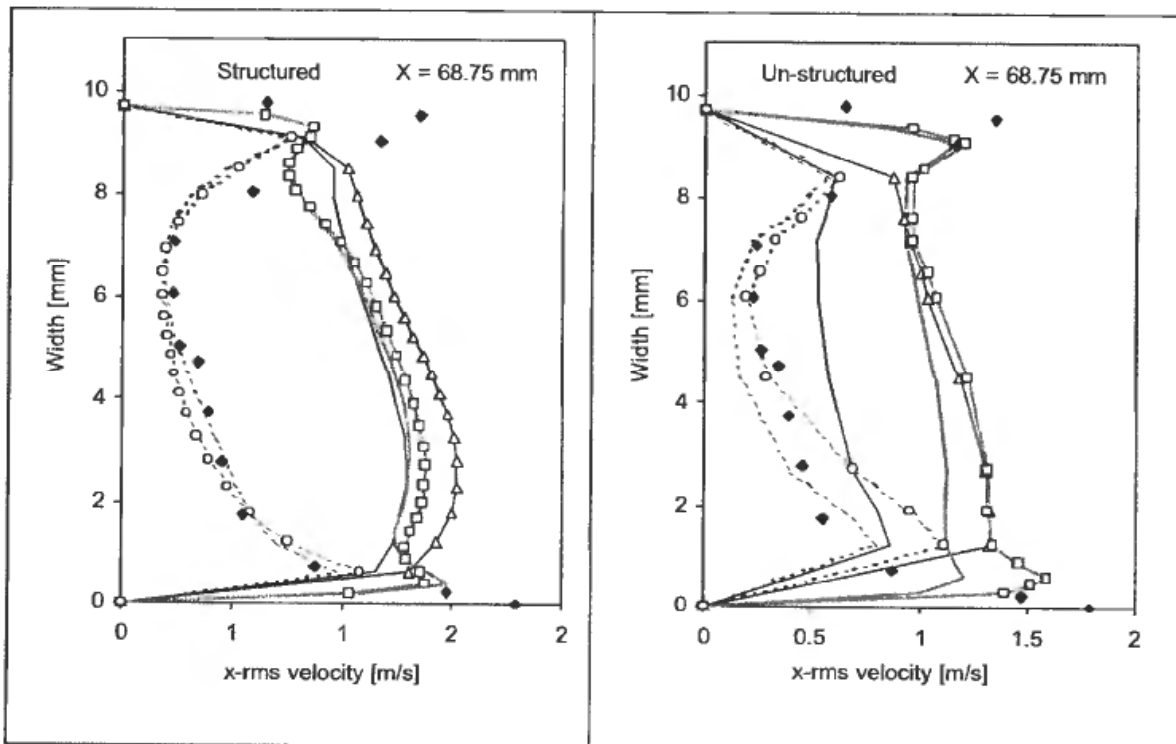 Structured X = 68.75 mm
10
8
6
4
2
0
Width [mm]
0 1 1 2 2
x-rms velocity [m/s]
Un-structured X = 68.75 mm
10
8
6
4
2
0
Width [mm]
0 0.5 1 1.5 2
x-rms velocity [m/s]